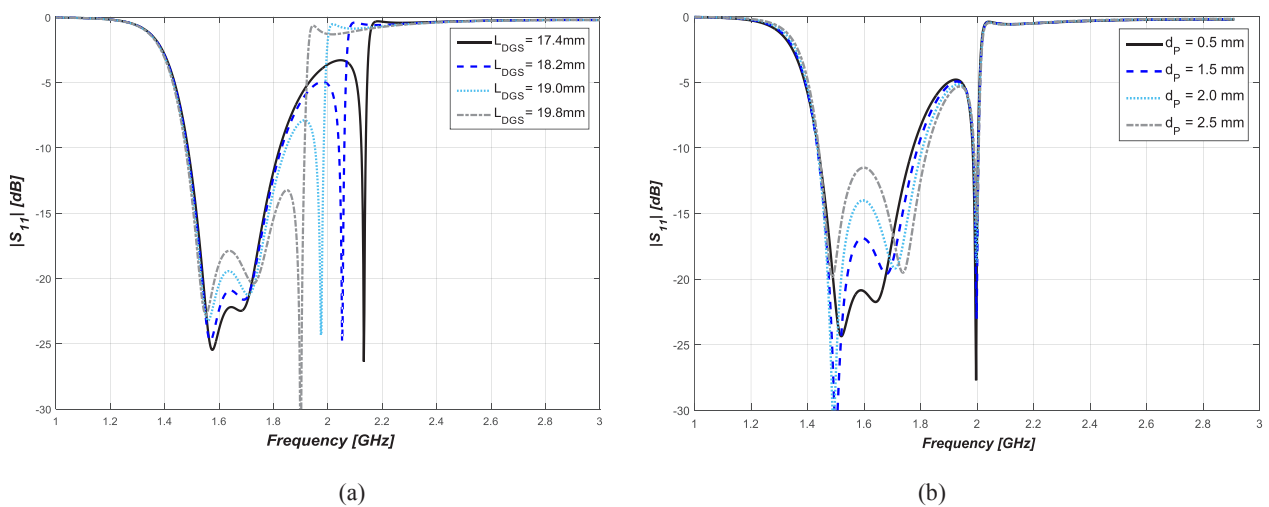 0
-5
-10
-15
-20
-25
-30
|S11| [dB]
1 1.2 1.4 1.6 1.8 2 2.2 2.4 2.6 2.8 3
Frequency [GHz]
LDGS= 17.4mm
LDGS= 18.2mm
LDGS= 19.0mm
LDGS= 19.8mm
(a)
0
-5
-10
-15
-20
-25
-30
|S11| [dB]
1 1.2 1.4 1.6 1.8 2 2.2 2.4 2.6 2.8 3
Frequency [GHz]
dP = 0.5 mm
dP = 1.5 mm
dP = 2.0 mm
dP = 2.5 mm
(b)